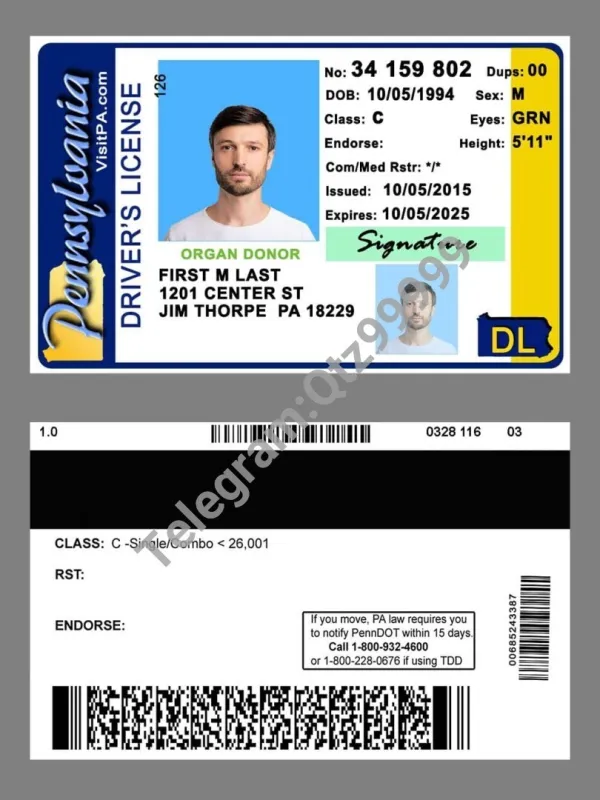 Pennsylvania
VisitPA.com
DRIVER'S LICENSE
126
No: 34 159 802 Dups: 00
DOB: 10/05/1994 Sex: M
Class: C Eyes: GRN
Endorse: Height: 5'11"
Com/Med Rstr: */*
Issued: 10/05/2015
Expires: 10/05/2025
Signature
ORGAN DONOR
FIRST M LAST
1201 CENTER ST
JIM THORPE PA 18229
DL
Telegram:Qtz99999
1.0 0328 116 03
CLASS: C -Single/Combo < 26,001
RST:
ENDORSE:
If you move, PA law requires you
to notify PennDOT within 15 days.
Call 1-800-932-4600
or 1-800-228-0676 if using TDD
00685243387